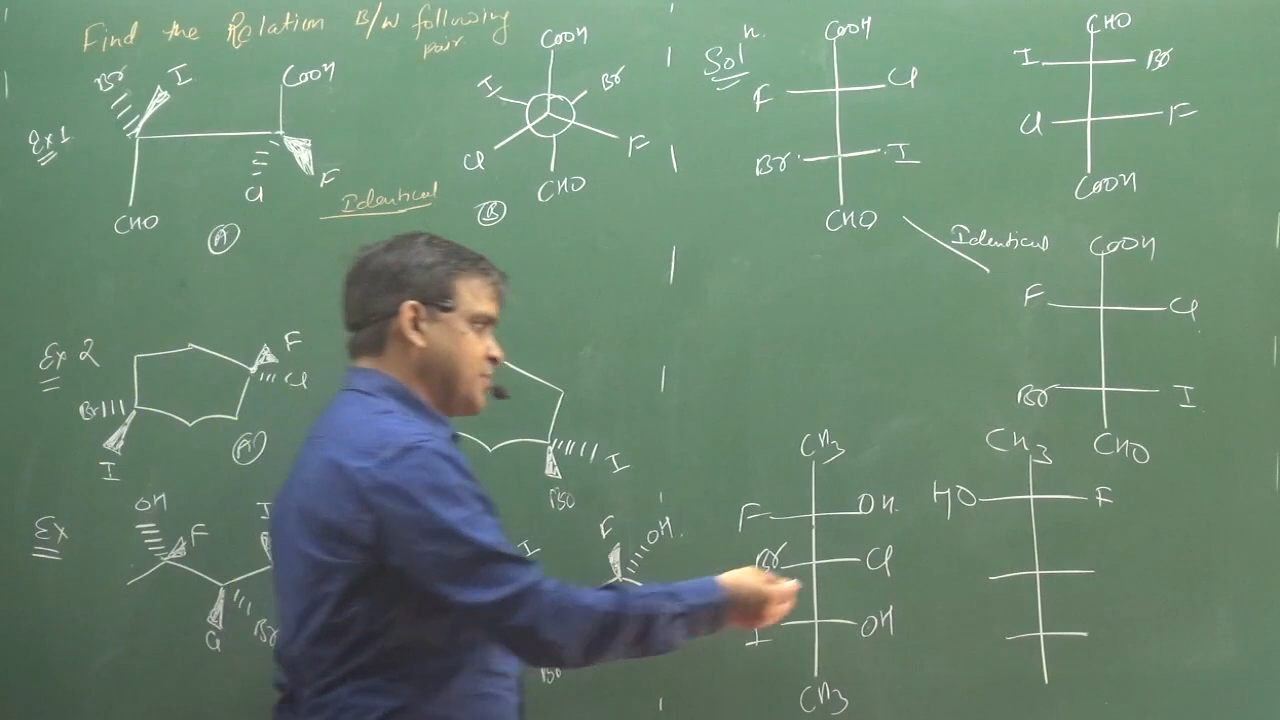 Find the Relation B/W following
pair.
Ex 1
Br I COOH
CHO Cl F
A
Identical
COOH
I Br
Cl F
CHO
B
Solⁿ
COOH
F Cl
Br I
CHO
CHO
I Br
Cl F
COOH
Identical
COOH
F Cl
Br I
CHO
Ex 2
F
Cl
Br
I
A
I
Br
Ex
OH
F
I
Cl
Br
I
F
OH.
Br
CH3
F OH
Br Cl
I OH
CH3
CH3
HO F